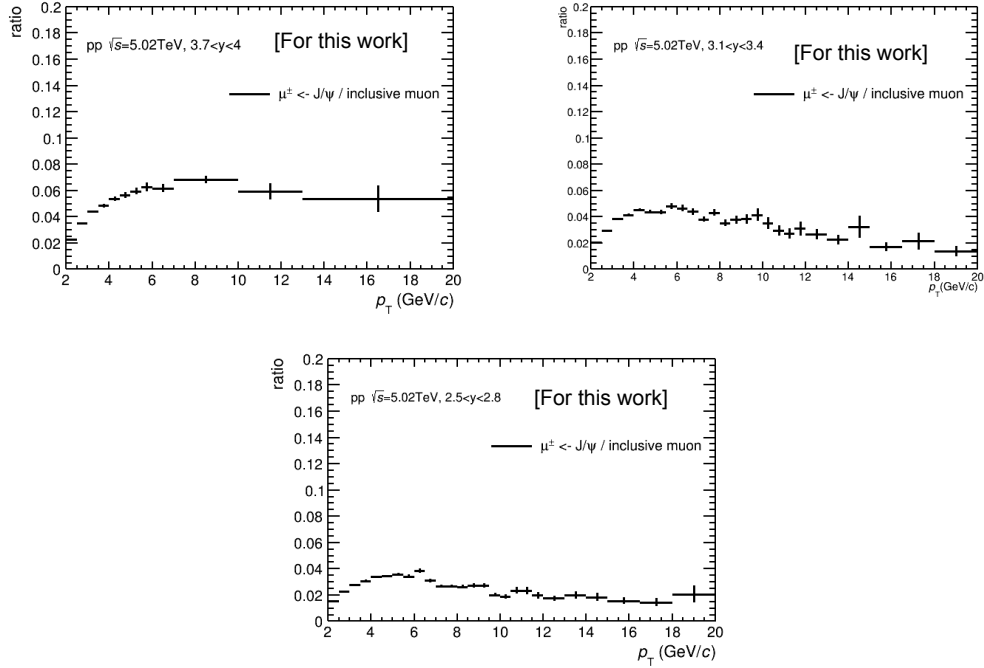 ratio
pp √s=5.02TeV, 3.7<y<4
[For this work]
μ± <- J/ψ / inclusive muon
0.2
0.18
0.16
0.14
0.12
0.1
0.08
0.06
0.04
0.02
0
2 4 6 8 10 12 14 16 18 20
pT (GeV/c)
ratio
pp √s=5.02TeV, 3.1<y<3.4
[For this work]
μ± <- J/ψ / inclusive muon
0.2
0.18
0.16
0.14
0.12
0.1
0.08
0.06
0.04
0.02
0
2 4 6 8 10 12 14 16 18 20
pT(GeV/c)
ratio
pp √s=5.02TeV, 2.5<y<2.8
[For this work]
μ± <- J/ψ / inclusive muon
0.2
0.18
0.16
0.14
0.12
0.1
0.08
0.06
0.04
0.02
0
2 4 6 8 10 12 14 16 18 20
pT (GeV/c)